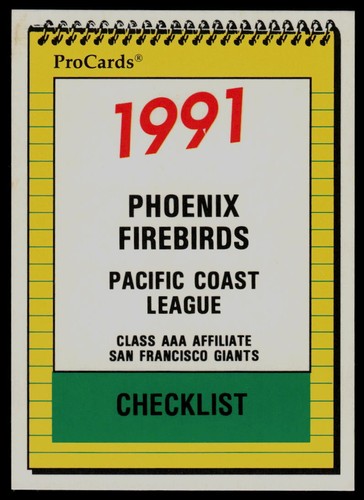 ProCards®
1991
PHOENIX
FIREBIRDS
PACIFIC COAST
LEAGUE
CLASS AAA AFFILIATE
SAN FRANCISCO GIANTS
CHECKLIST